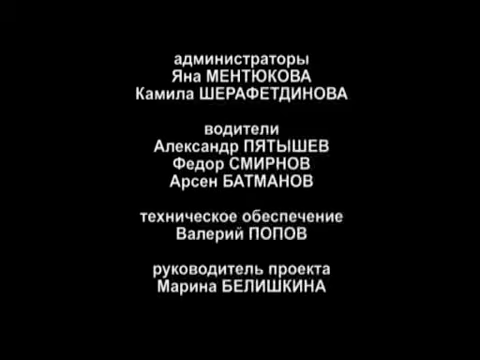 администраторы
Яна МЕНТЮКОВА
Камила ШЕРАФЕТДИНОВА
водители
Александр ПЯТЫШЕВ
Федор СМИРНОВ
Арсен БАТМАНОВ
техническое обеспечение
Валерий ПОПОВ
руководитель проекта
Марина БЕЛИШКИНА